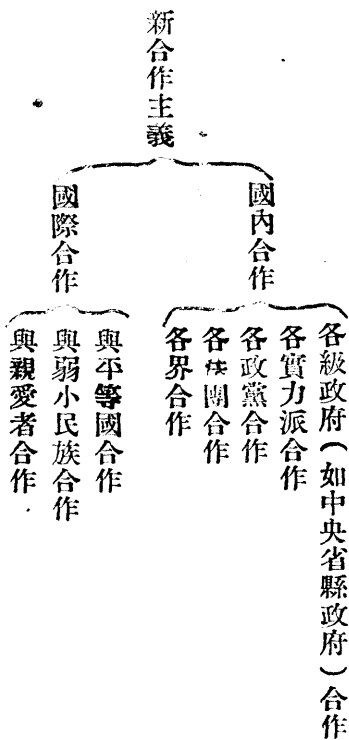 新合作主義
國內合作
各級政府(如中央省縣政府)合作
各實力派合作
各政黨合作
各族團合作
各界合作
國際合作
與平等國合作
與弱小民族合作
與親愛者合作